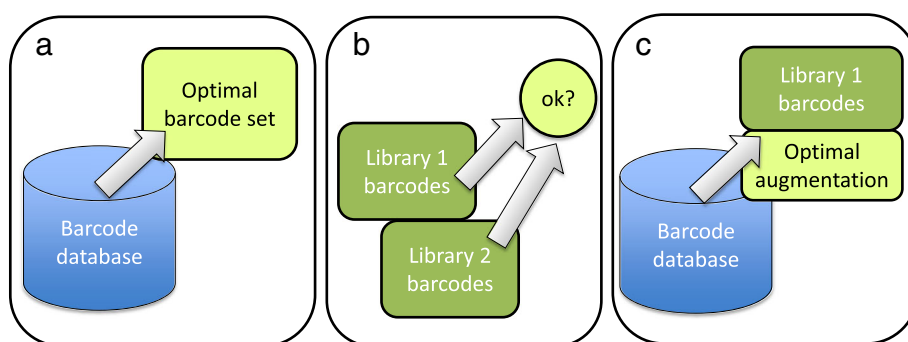 a
Optimal
barcode set
Barcode
database
b
ok?
Library 1
barcodes
Library 2
barcodes
c
Library 1
barcodes
Optimal
augmentation
Barcode
database